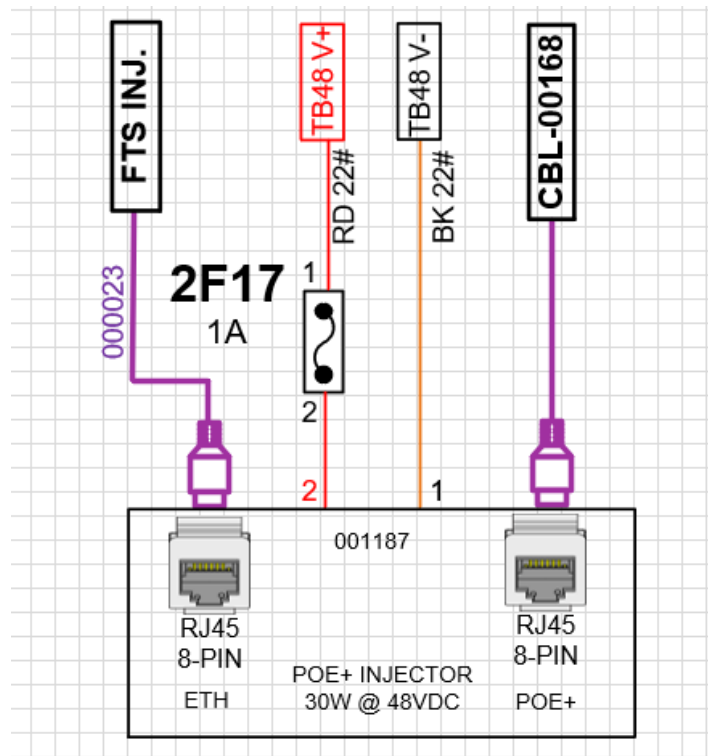 FTS INJ.
TB48 V+
TB48 V-
CBL-00168
RD 22#
BK 22#
000023
2F17
1A
1
2
2
1
001187
RJ45
8-PIN
ETH
POE+ INJECTOR
30W @ 48VDC
RJ45
8-PIN
POE+